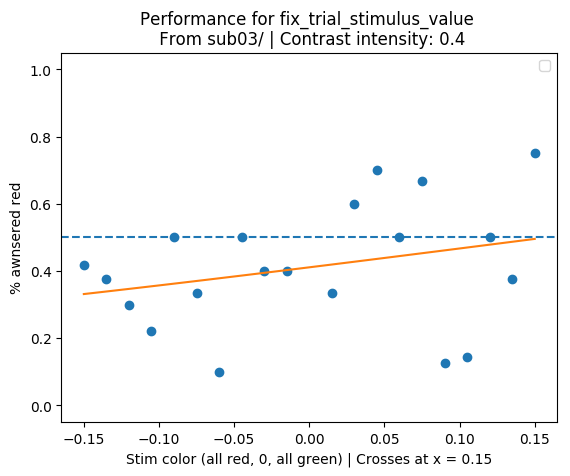 Performance for fix_trial_stimulus_value
From sub03/ | Contrast intensity: 0.4
1.0
0.8
0.6
0.4
0.2
0.0
% awnsered red
−0.15 −0.10 −0.05 0.00 0.05 0.10 0.15
Stim color (all red, 0, all green) | Crosses at x = 0.15